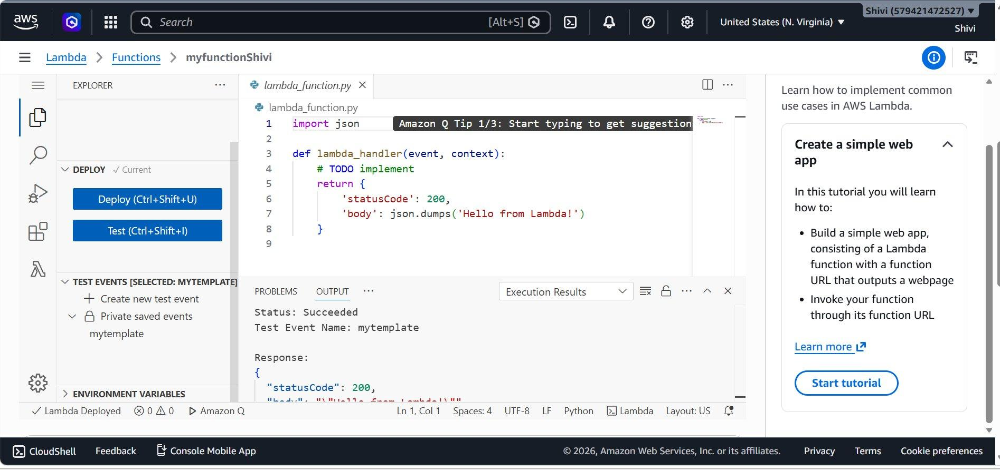 aws
Search [Alt+S]
United States (N. Virginia) ▼
Shivi (579421472527) ▼
Shivi
Lambda > Functions > myfunctionShivi
EXPLORER ...
DEPLOY ✓ Current
Deploy (Ctrl+Shift+U)
Test (Ctrl+Shift+I)
TEST EVENTS [SELECTED: MYTEMPLATE]
+ Create new test event
Private saved events
mytemplate
ENVIRONMENT VARIABLES
lambda_function.py
lambda_function.py
1 import json Amazon Q Tip 1/3: Start typing to get suggestions
2
3 def lambda_handler(event, context):
4 # TODO implement
5 return {
6 'statusCode': 200,
7 'body': json.dumps('Hello from Lambda!')
8 }
9
PROBLEMS OUTPUT ... Execution Results
Status: Succeeded
Test Event Name: mytemplate
Response:
{
"statusCode": 200,
"body": "\"Hello from Lambda!\""
Lambda Deployed 0 0 Amazon Q Ln 1, Col 1 Spaces: 4 UTF-8 LF Python Lambda Layout: US
Learn how to implement common
use cases in AWS Lambda.
Create a simple web
app
In this tutorial you will learn
how to:
• Build a simple web app,
consisting of a Lambda
function with a function
URL that outputs a webpage
• Invoke your function
through its function URL
Learn more
Start tutorial
CloudShell Feedback Console Mobile App © 2026, Amazon Web Services, Inc. or its affiliates. Privacy Terms Cookie preferences